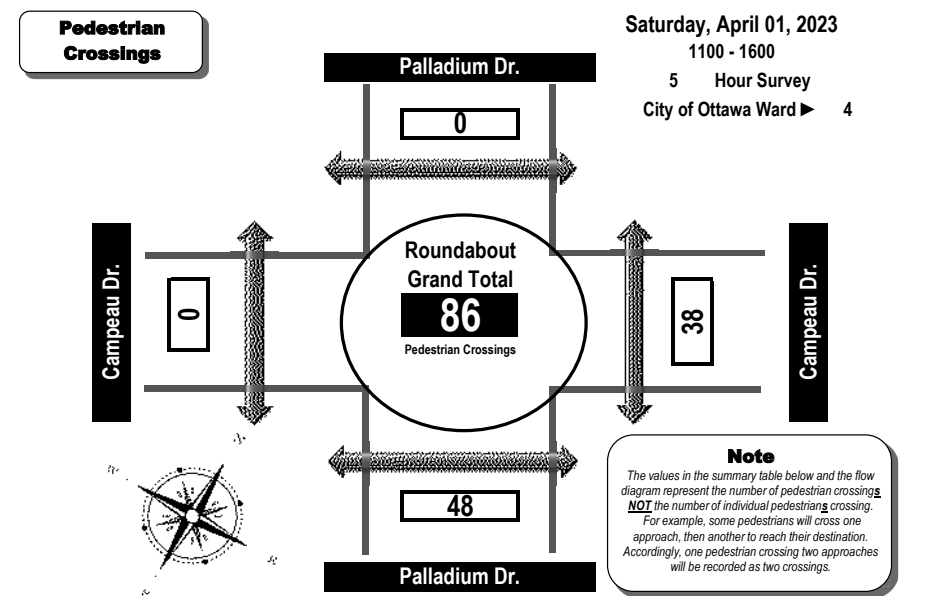 Pedestrian
Crossings
Saturday, April 01, 2023
1100 - 1600
5 Hour Survey
City of Ottawa Ward ► 4
Palladium Dr.
0
Campeau Dr.
0
Roundabout
Grand Total
86
Pedestrian Crossings
38
Campeau Dr.
48
Palladium Dr.
Note
The values in the summary table below and the flow
diagram represent the number of pedestrian crossings
NOT the number of individual pedestrians crossing.
For example, some pedestrians will cross one
approach, then another to reach their destination.
Accordingly, one pedestrian crossing two approaches
will be recorded as two crossings.